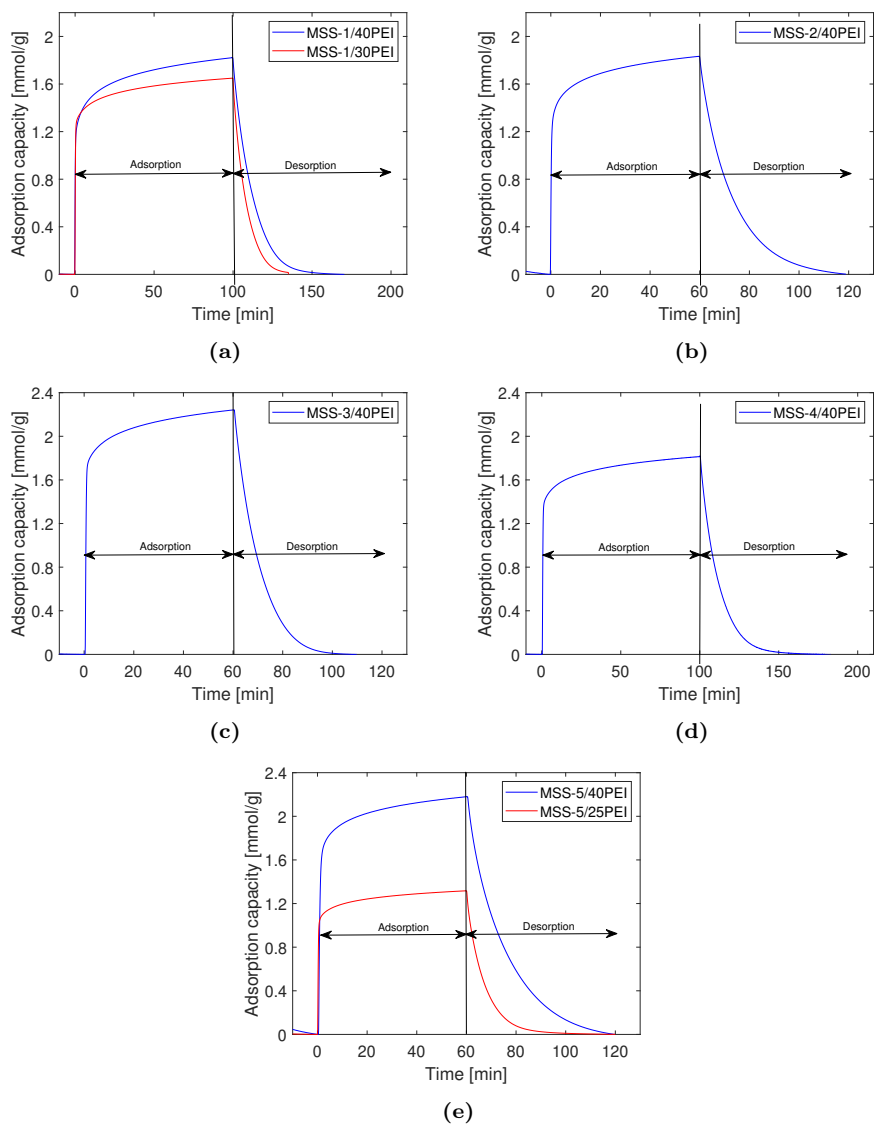 MSS-1/40PEI
MSS-1/30PEI
2
1.6
1.2
0.8
0.4
0
Adsorption capacity [mmol/g]
Adsorption
Desorption
0 50 100 150 200
Time [min]
(a)
MSS-2/40PEI
2
1.6
1.2
0.8
0.4
0
Adsorption capacity [mmol/g]
Adsorption
Desorption
0 20 40 60 80 100 120
Time [min]
(b)
MSS-3/40PEI
2.4
2
1.6
1.2
0.8
0.4
0
Adsorption capacity [mmol/g]
Adsorption
Desorption
0 20 40 60 80 100 120
Time [min]
(c)
MSS-4/40PEI
2.4
2
1.6
1.2
0.8
0.4
0
Adsorption capacity [mmol/g]
Adsorption
Desorption
0 50 100 150 200
Time [min]
(d)
MSS-5/40PEI
MSS-5/25PEI
2.4
2
1.6
1.2
0.8
0.4
0
Adsorption capacity [mmol/g]
Adsorption
Desorption
0 20 40 60 80 100 120
Time [min]
(e)